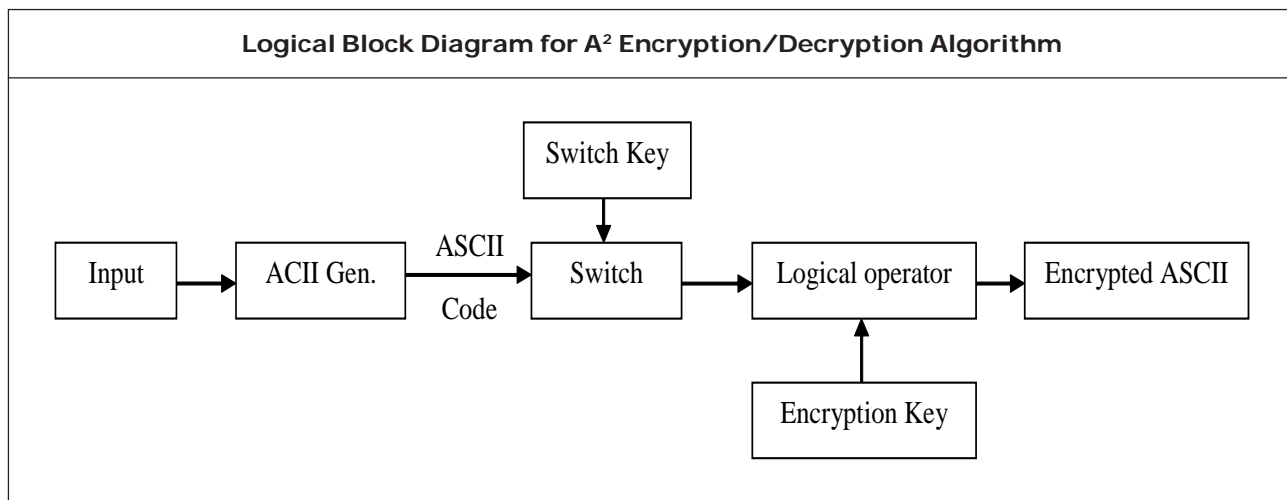 Logical Block Diagram for A² Encryption/Decryption Algorithm
Switch Key
Input
ACII Gen.
ASCII
Code
Switch
Logical operator
Encrypted ASCII
Encryption Key